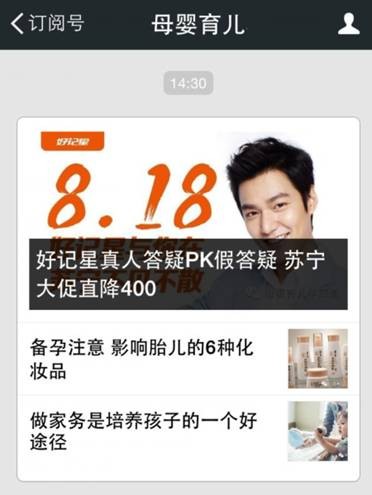 订阅号
母婴育儿
14:30
好记星
8.18
好记星真人答疑PK假答疑 苏宁
大促直降400
备孕注意 影响胎儿的6种化
妆品
做家务是培养孩子的一个好
途径